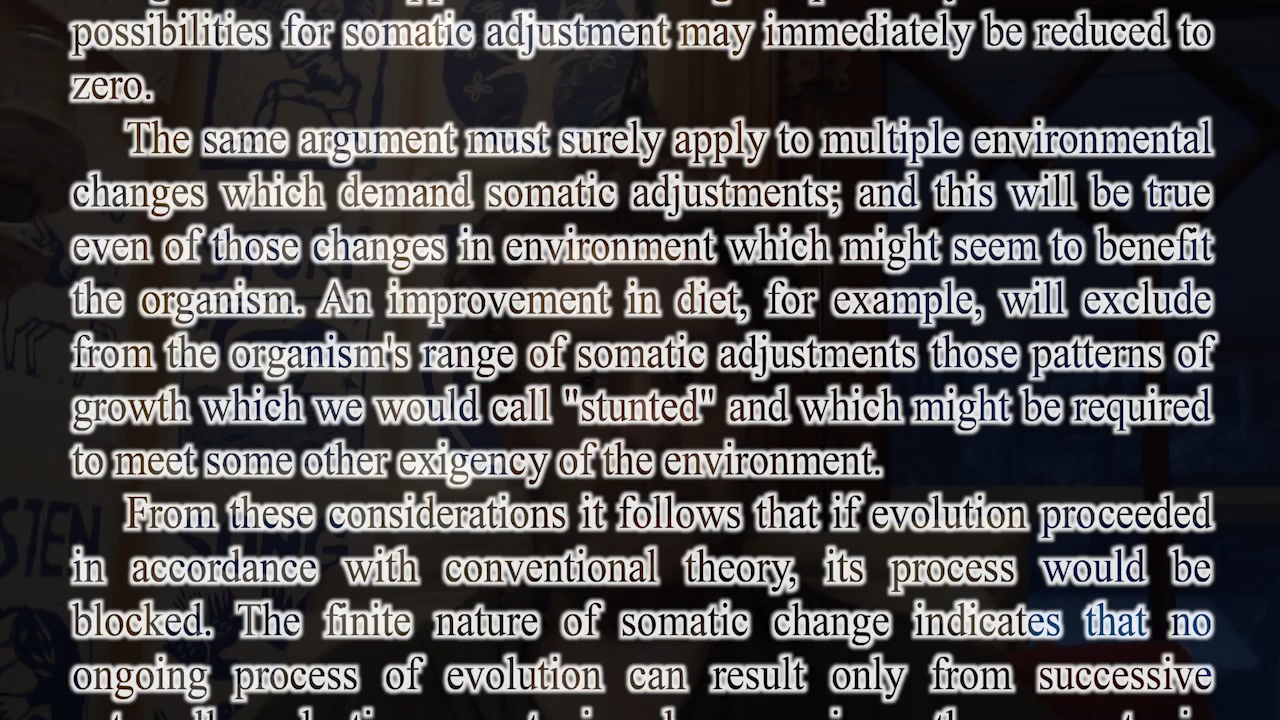 possibilities for somatic adjustment may immediately be reduced to
zero.
The same argument must surely apply to multiple environmental
changes which demand somatic adjustments; and this will be true
even of those changes in environment which might seem to benefit
the organism. An improvement in diet, for example, will exclude
from the organism's range of somatic adjustments those patterns of
growth which we would call "stunted" and which might be required
to meet some other exigency of the environment.
From these considerations it follows that if evolution proceeded
in accordance with conventional theory, its process would be
blocked. The finite nature of somatic change indicates that no
ongoing process of evolution can result only from successive